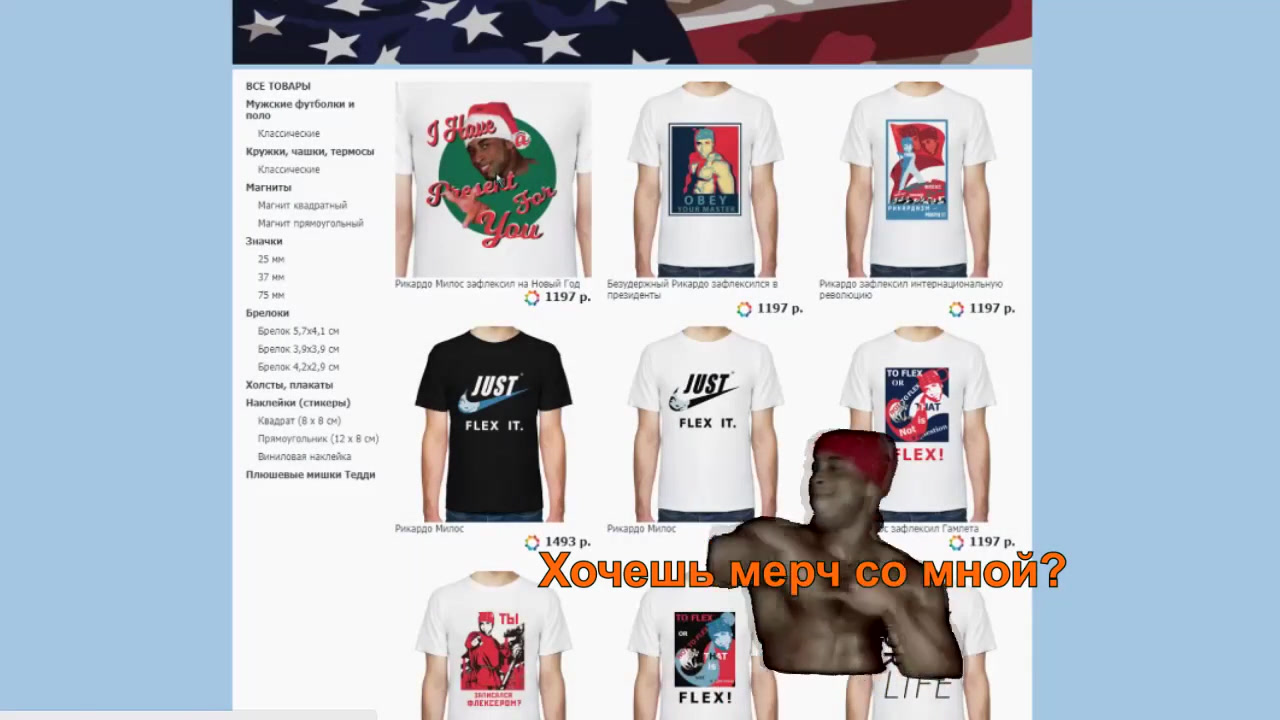 ВСЕ ТОВАРЫ
Мужские футболки и
поло
Классические
Кружки, чашки, термосы
Классические
Магниты
Магнит квадратный
Магнит прямоугольный
Значки
25 мм
37 мм
75 мм
Брелоки
Брелок 5,7x4,1 см
Брелок 3,9x3,9 см
Брелок 4,2x2,9 см
Холсты, плакаты
Наклейки (стикеры)
Квадрат (8 x 8 см)
Прямоугольник (12 x 8 см)
Виниловая наклейка
Плюшевые мишки Тедди
I Have
a
Present
For
You
Рикардо Милос зафлексил на Новый Год
1197 р.
OBEY
YOUR MASTER
Безудержный Рикардо зафлексился в
президенты
1197 р.
РИКАРДИЗМ –
Рикардо зафлексил интернациональную
революцию
1197 р.
JUST
FLEX IT.
Рикардо Милос
1493 р.
JUST
FLEX IT.
Рикардо Милос
TO FLEX
OR
Not
is
FLEX!
зафлексил Гамлета
1197 р.
Хочешь мерч со мной?
ТЫ
ЗАПИСАЛСЯ
ФЛЕКСЕРОМ?
TO FLEX
OR
THAT
is
FLEX!
LIFE